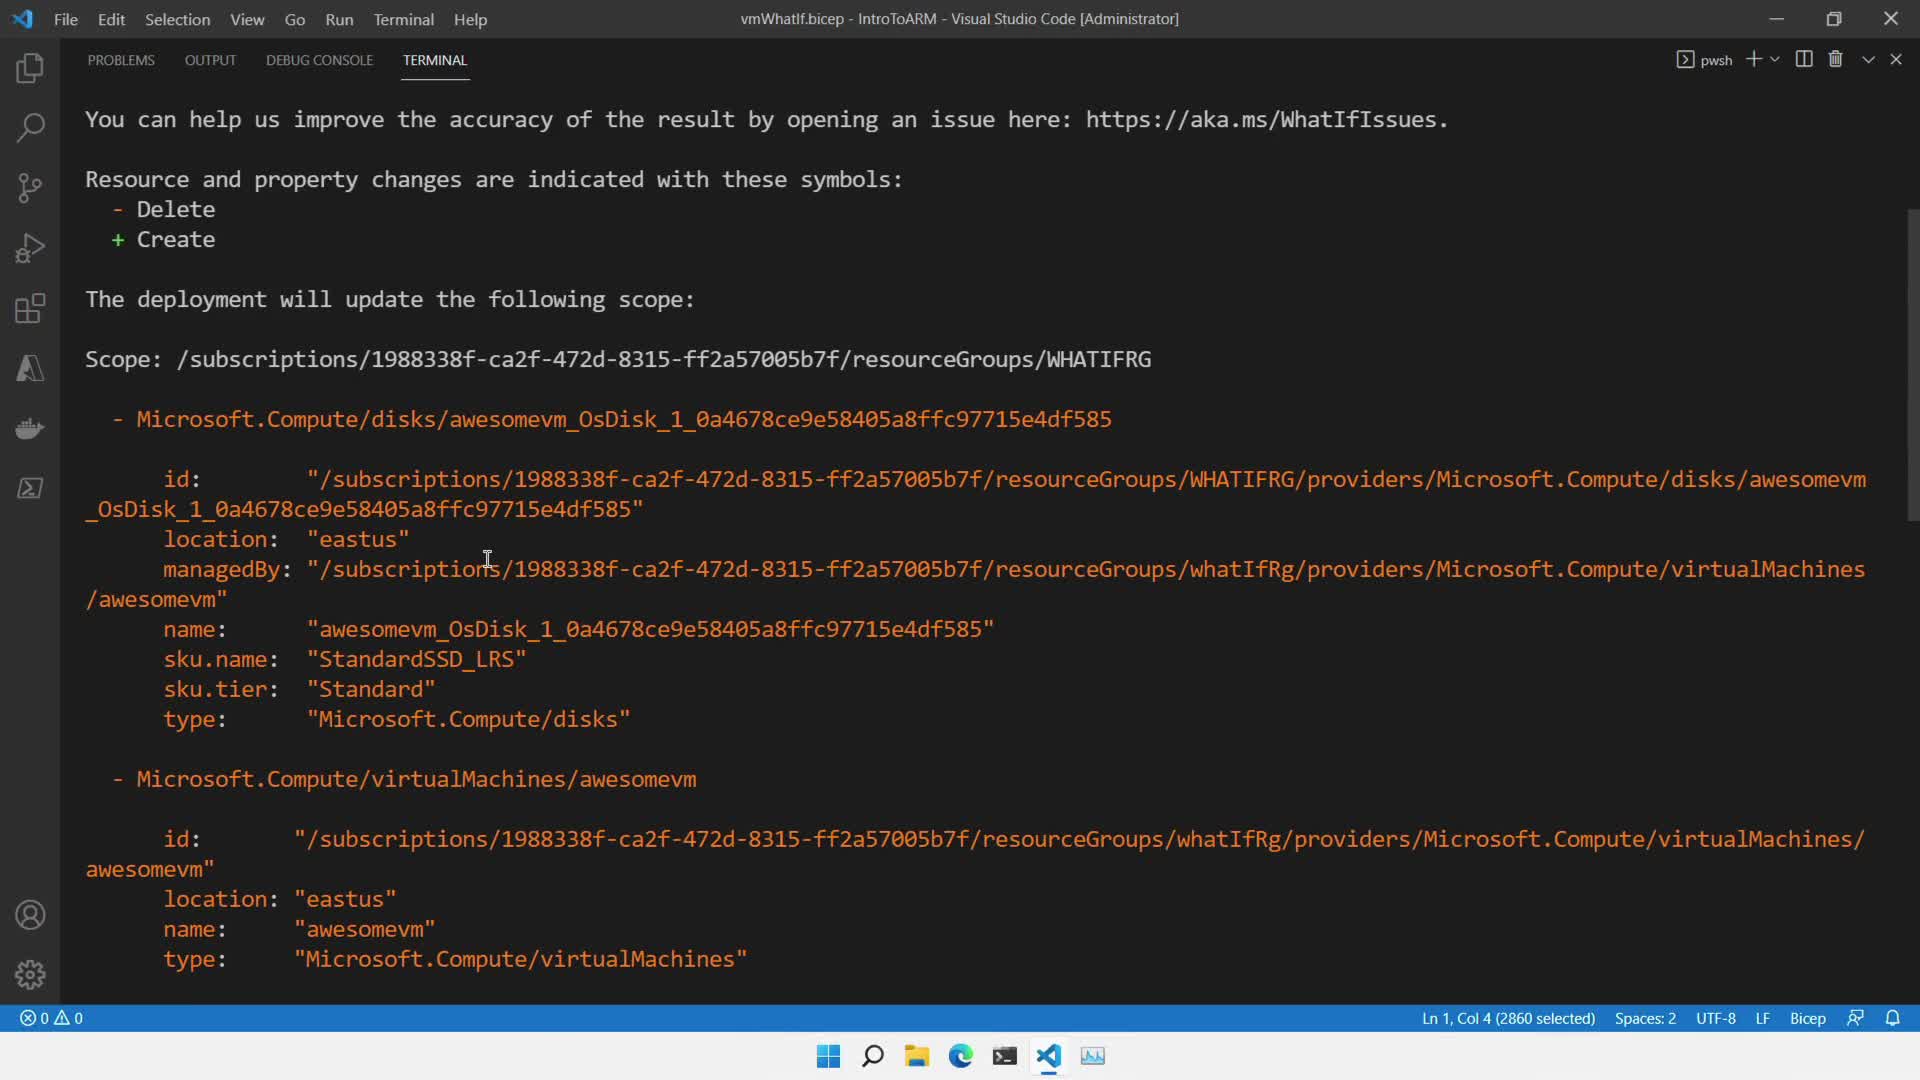 File Edit Selection View Go Run Terminal Help
vmWhatIf.bicep - IntroToARM - Visual Studio Code [Administrator]
PROBLEMS OUTPUT DEBUG CONSOLE TERMINAL
pwsh
You can help us improve the accuracy of the result by opening an issue here: https://aka.ms/WhatIfIssues.
Resource and property changes are indicated with these symbols:
- Delete
+ Create
The deployment will update the following scope:
Scope: /subscriptions/1988338f-ca2f-472d-8315-ff2a57005b7f/resourceGroups/WHATIFRG
- Microsoft.Compute/disks/awesomevm_OsDisk_1_0a4678ce9e58405a8ffc97715e4df585
id: "/subscriptions/1988338f-ca2f-472d-8315-ff2a57005b7f/resourceGroups/WHATIFRG/providers/Microsoft.Compute/disks/awesomevm
_OsDisk_1_0a4678ce9e58405a8ffc97715e4df585"
location: "eastus"
managedBy: "/subscriptions/1988338f-ca2f-472d-8315-ff2a57005b7f/resourceGroups/whatIfRg/providers/Microsoft.Compute/virtualMachines
/awesomevm"
name: "awesomevm_OsDisk_1_0a4678ce9e58405a8ffc97715e4df585"
sku.name: "StandardSSD_LRS"
sku.tier: "Standard"
type: "Microsoft.Compute/disks"
- Microsoft.Compute/virtualMachines/awesomevm
id: "/subscriptions/1988338f-ca2f-472d-8315-ff2a57005b7f/resourceGroups/whatIfRg/providers/Microsoft.Compute/virtualMachines/
awesomevm"
location: "eastus"
name: "awesomevm"
type: "Microsoft.Compute/virtualMachines"
0 0
Ln 1, Col 4 (2860 selected) Spaces: 2 UTF-8 LF Bicep